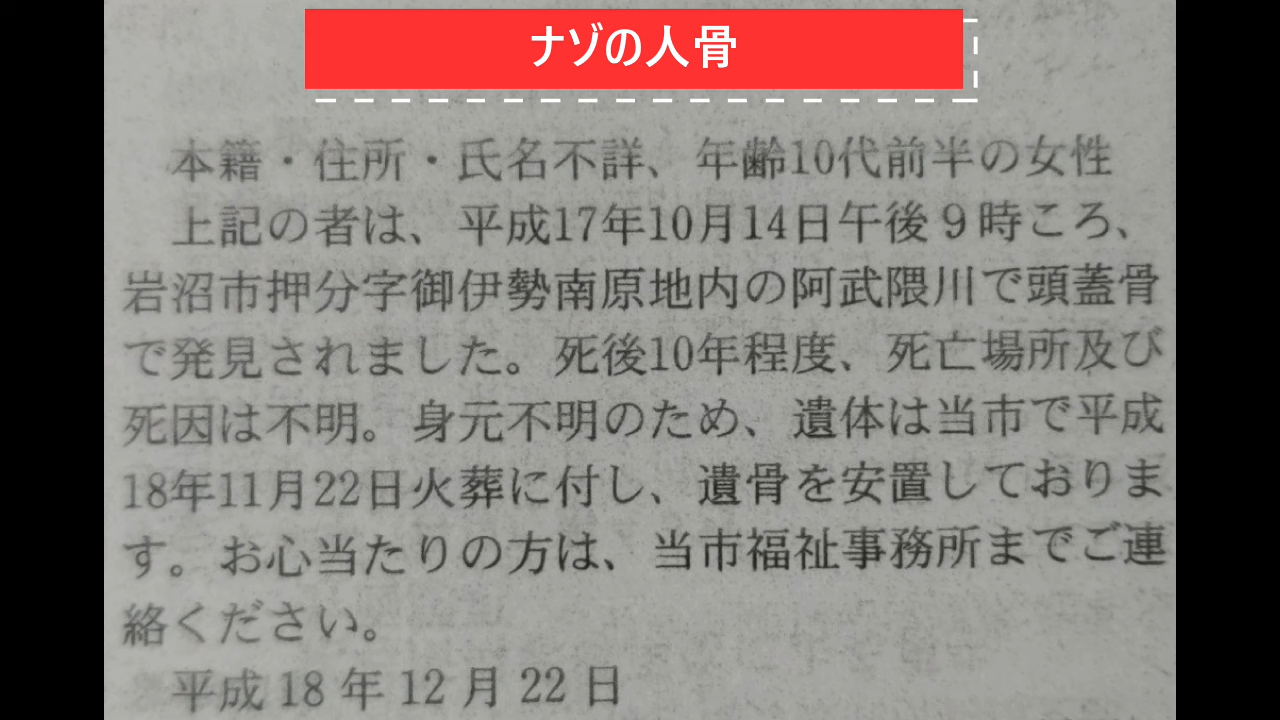 ナゾの人骨
本籍・住所・氏名不詳、年齢10代前半の女性
上記の者は、平成17年10月14日午後９時ころ、
岩沼市押分字御伊勢南原地内の阿武隈川で頭蓋骨
で発見されました。死後10年程度、死亡場所及び
死因は不明。身元不明のため、遺体は当市で平成
18年11月22日火葬に付し、遺骨を安置しておりま
す。お心当たりの方は、当市福祉事務所までご連
絡ください。
平成 18 年 12 月 22 日